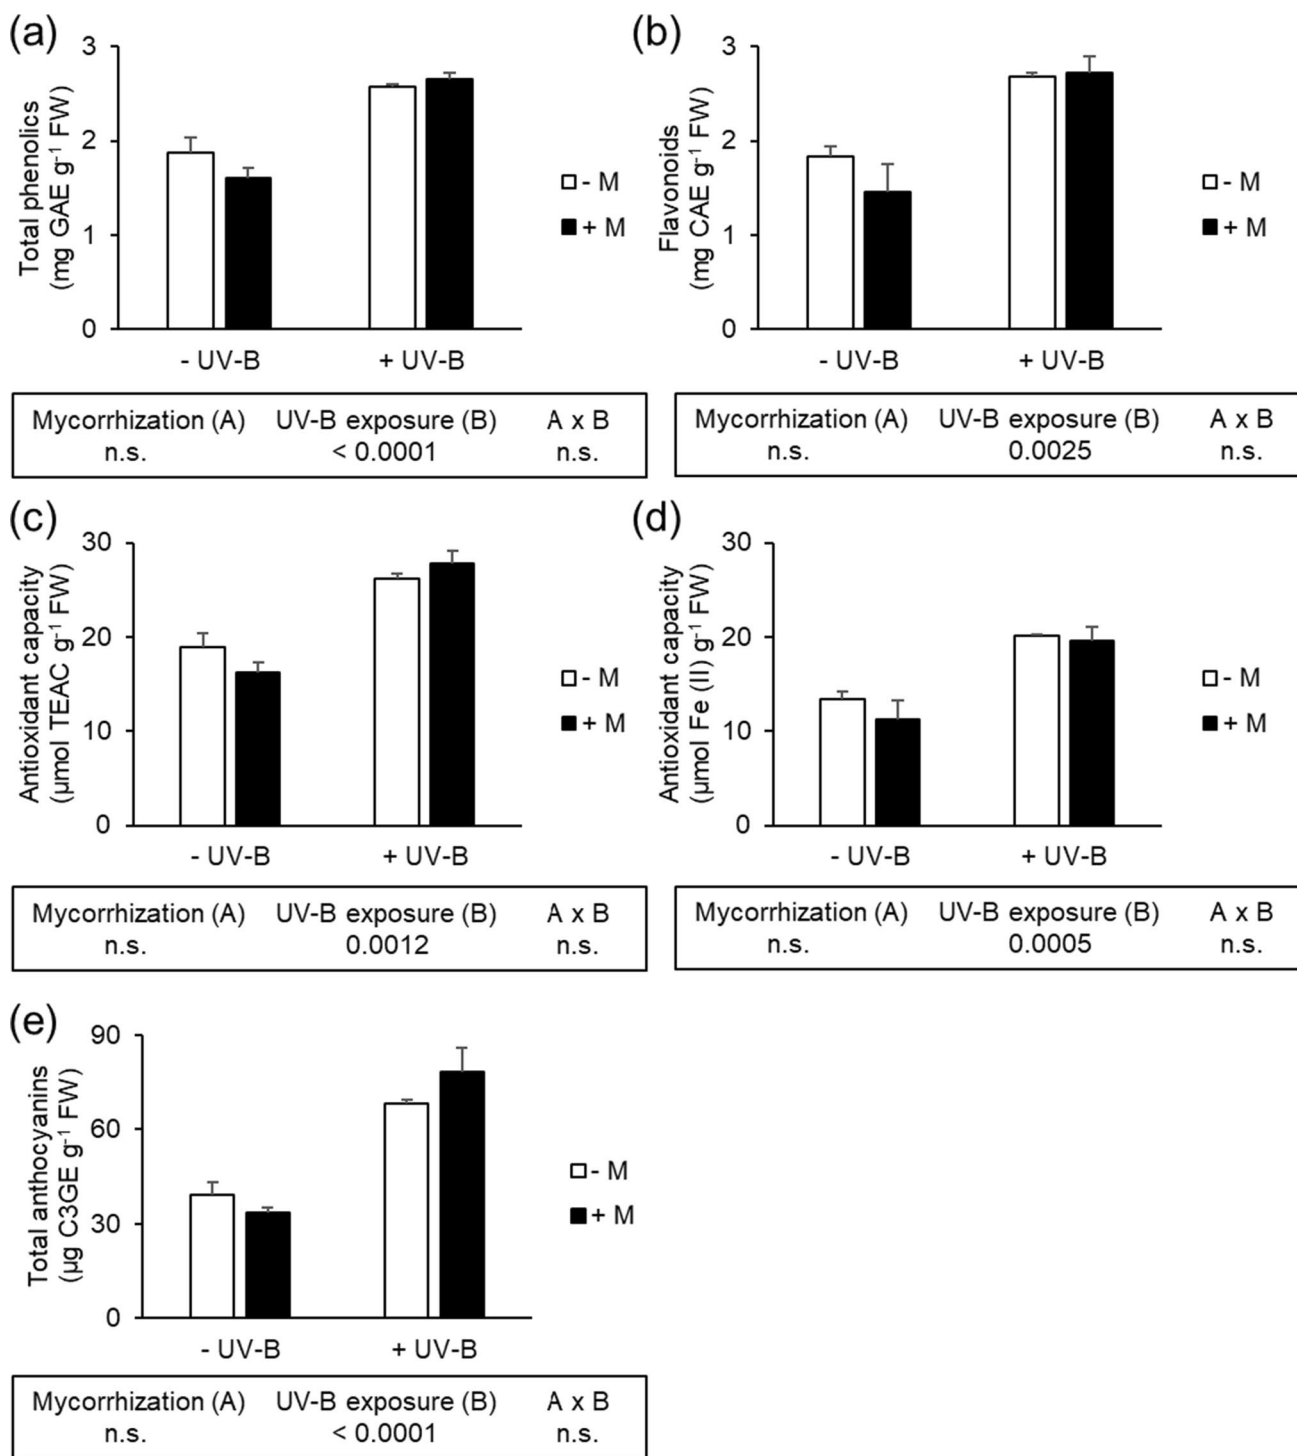 (a)
Total phenolics
(mg GAE g⁻¹ FW)
3
2
1
0
- UV-B + UV-B
- M
+ M
Mycorrhization (A) UV-B exposure (B) A x B
n.s. < 0.0001 n.s.
(b)
Flavonoids
(mg CAE g⁻¹ FW)
3
2
1
0
- UV-B + UV-B
- M
+ M
Mycorrhization (A) UV-B exposure (B) A x B
n.s. 0.0025 n.s.
(c)
Antioxidant capacity
(µmol TEAC g⁻¹ FW)
30
20
10
0
- UV-B + UV-B
- M
+ M
Mycorrhization (A) UV-B exposure (B) A x B
n.s. 0.0012 n.s.
(d)
Antioxidant capacity
(µmol Fe (II) g⁻¹ FW)
30
20
10
0
- UV-B + UV-B
- M
+ M
Mycorrhization (A) UV-B exposure (B) A x B
n.s. 0.0005 n.s.
(e)
Total anthocyanins
(µg C3GE g⁻¹ FW)
90
60
30
0
- UV-B + UV-B
- M
+ M
Mycorrhization (A) UV-B exposure (B) A x B
n.s. < 0.0001 n.s.